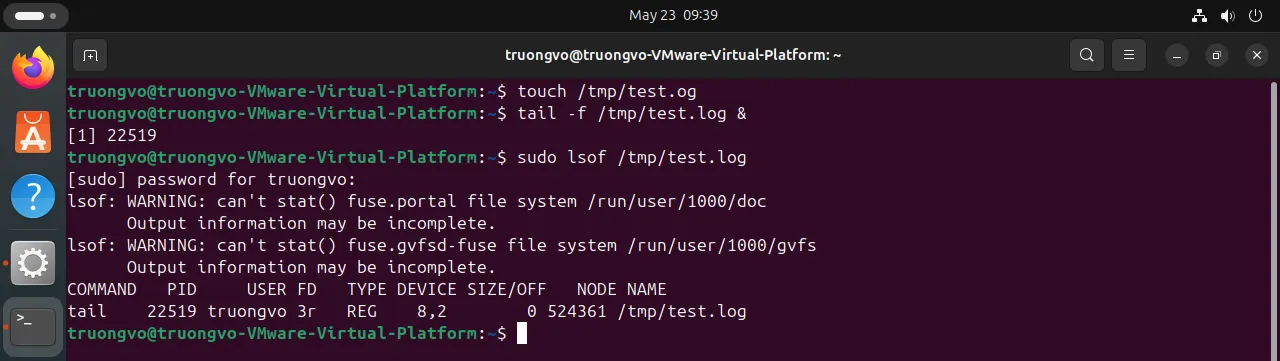 May 23 09:39
truongvo@truongvo-VMware-Virtual-Platform: ~
truongvo@truongvo-VMware-Virtual-Platform:~$ touch /tmp/test.og
truongvo@truongvo-VMware-Virtual-Platform:~$ tail -f /tmp/test.log &
[1] 22519
truongvo@truongvo-VMware-Virtual-Platform:~$ sudo lsof /tmp/test.log
[sudo] password for truongvo:
lsof: WARNING: can't stat() fuse.portal file system /run/user/1000/doc
      Output information may be incomplete.
lsof: WARNING: can't stat() fuse.gvfsd-fuse file system /run/user/1000/gvfs
      Output information may be incomplete.
COMMAND   PID     USER FD   TYPE DEVICE SIZE/OFF   NODE NAME
tail    22519 truongvo 3r   REG    8,2        0 524361 /tmp/test.log
truongvo@truongvo-VMware-Virtual-Platform:~$